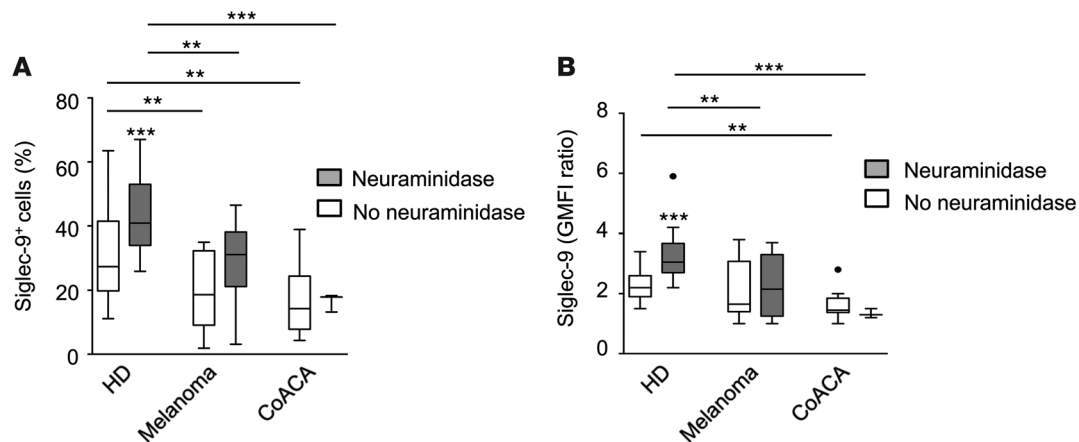 A
Siglec-9⁺ cells (%)
***
**
**
**
***
80
60
40
20
0
HD
Melanoma
CoACA
Neuraminidase
No neuraminidase
B
Siglec-9 (GMFI ratio)
***
**
**
***
8
6
4
2
0
HD
Melanoma
CoACA
Neuraminidase
No neuraminidase